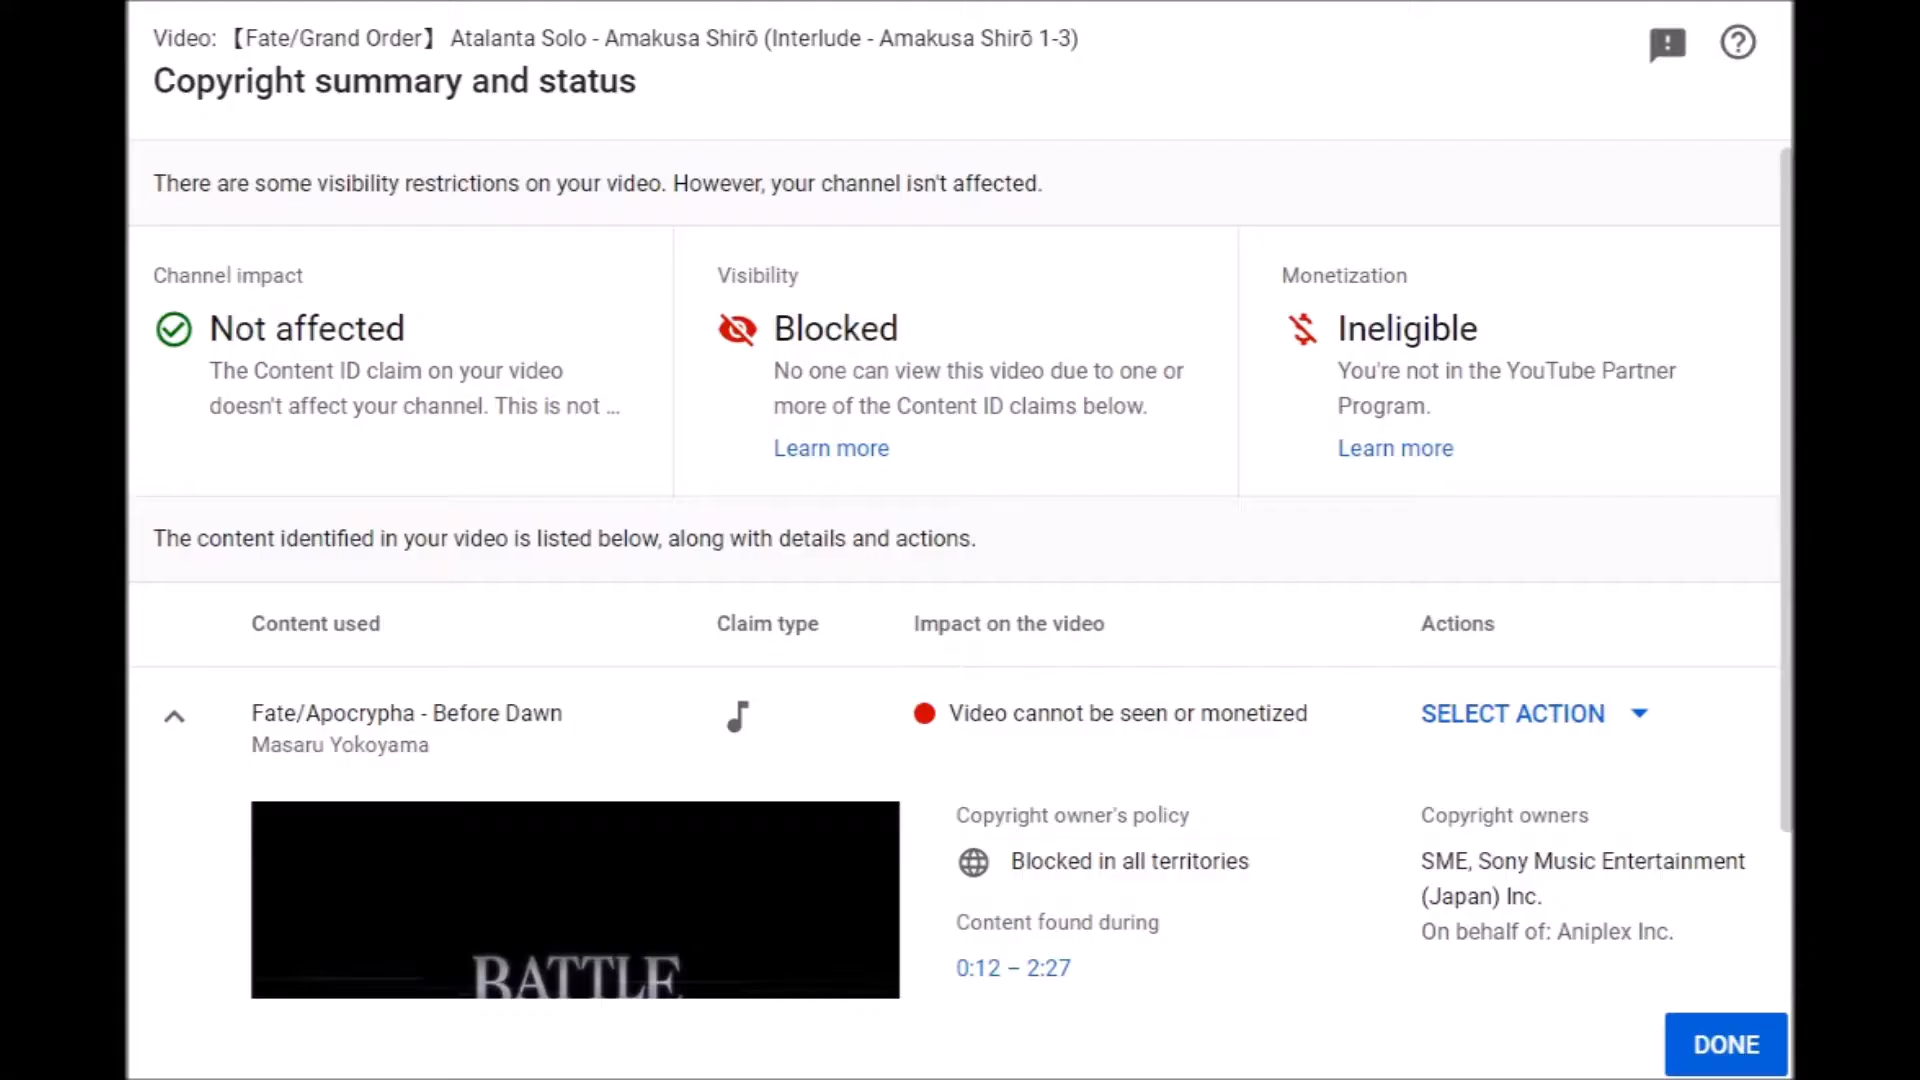 Video: 【Fate/Grand Order】 Atalanta Solo - Amakusa Shirō (Interlude - Amakusa Shirō 1-3)
Copyright summary and status
There are some visibility restrictions on your video. However, your channel isn't affected.
Channel impact
Not affected
The Content ID claim on your video
doesn't affect your channel. This is not ...
Visibility
Blocked
No one can view this video due to one or
more of the Content ID claims below.
Learn more
Monetization
Ineligible
You're not in the YouTube Partner
Program.
Learn more
The content identified in your video is listed below, along with details and actions.
Content used
Claim type
Impact on the video
Actions
Fate/Apocrypha - Before Dawn
Masaru Yokoyama
Video cannot be seen or monetized
SELECT ACTION
BATTLE
Copyright owner's policy
Blocked in all territories
Content found during
0:12 – 2:27
Copyright owners
SME, Sony Music Entertainment
(Japan) Inc.
On behalf of: Aniplex Inc.
DONE